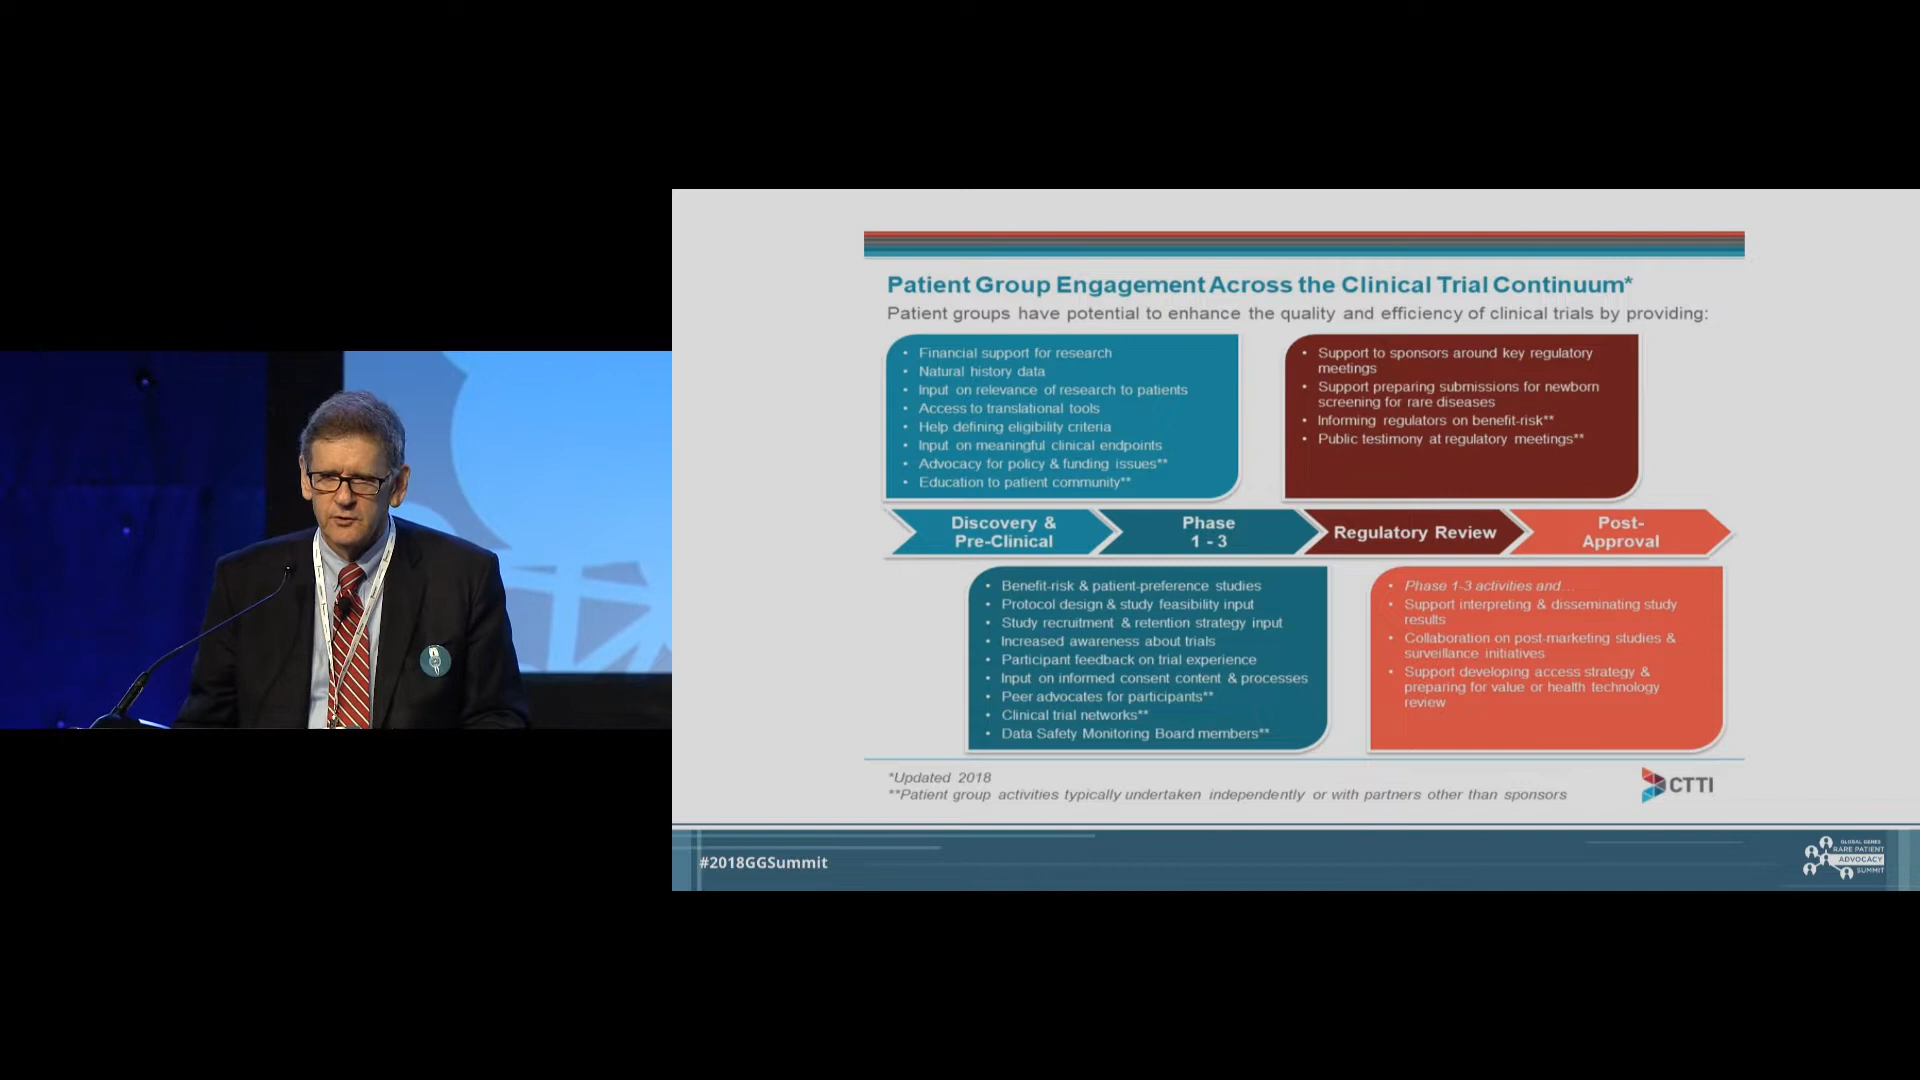 Patient Group Engagement Across the Clinical Trial Continuum*
Patient groups have potential to enhance the quality and efficiency of clinical trials by providing:
• Financial support for research
• Natural history data
• Input on relevance of research to patients
• Access to translational tools
• Help defining eligibility criteria
• Input on meaningful clinical endpoints
• Advocacy for policy & funding issues**
• Education to patient community**
• Support to sponsors around key regulatory
meetings
• Support preparing submissions for newborn
screening for rare diseases
• Informing regulators on benefit-risk**
• Public testimony at regulatory meetings**
Discovery &
Pre-Clinical
Phase
1 - 3
Regulatory Review
Post-
Approval
• Benefit-risk & patient-preference studies
• Protocol design & study feasibility input
• Study recruitment & retention strategy input
• Increased awareness about trials
• Participant feedback on trial experience
• Input on informed consent content & processes
• Peer advocates for participants**
• Clinical trial networks**
• Data Safety Monitoring Board members**
• Phase 1-3 activities and...
• Support interpreting & disseminating study
results
• Collaboration on post-marketing studies &
surveillance initiatives
• Support developing access strategy &
preparing for value or health technology
review
*Updated 2018
**Patient group activities typically undertaken independently or with partners other than sponsors
CTTI
#2018GGSummit
GLOBAL GENES
RARE PATIENT
ADVOCACY
SUMMIT